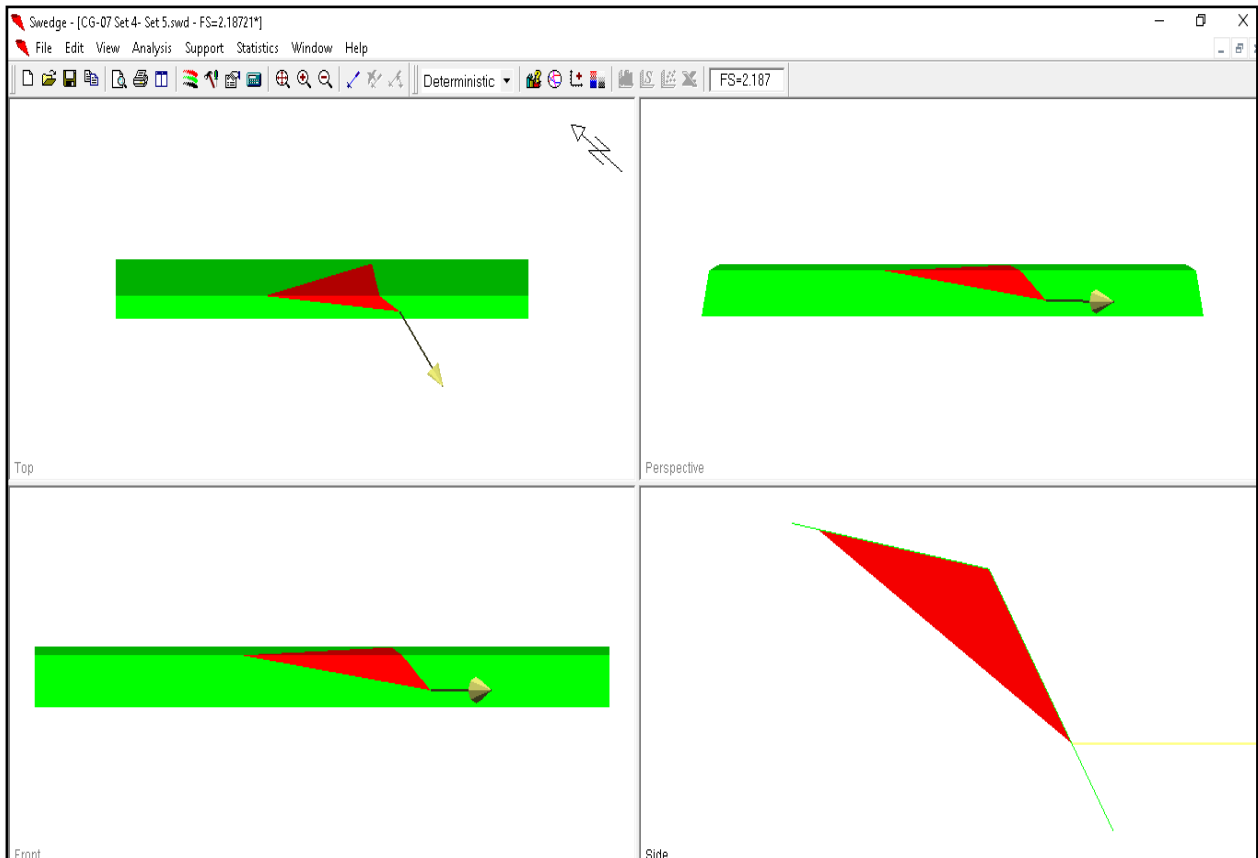 Swedge - [CG-07 Set 4- Set 5.swd - FS=2.18721*]
File Edit View Analysis Support Statistics Window Help
Deterministic FS=2.187
Top
Perspective
Front
Side